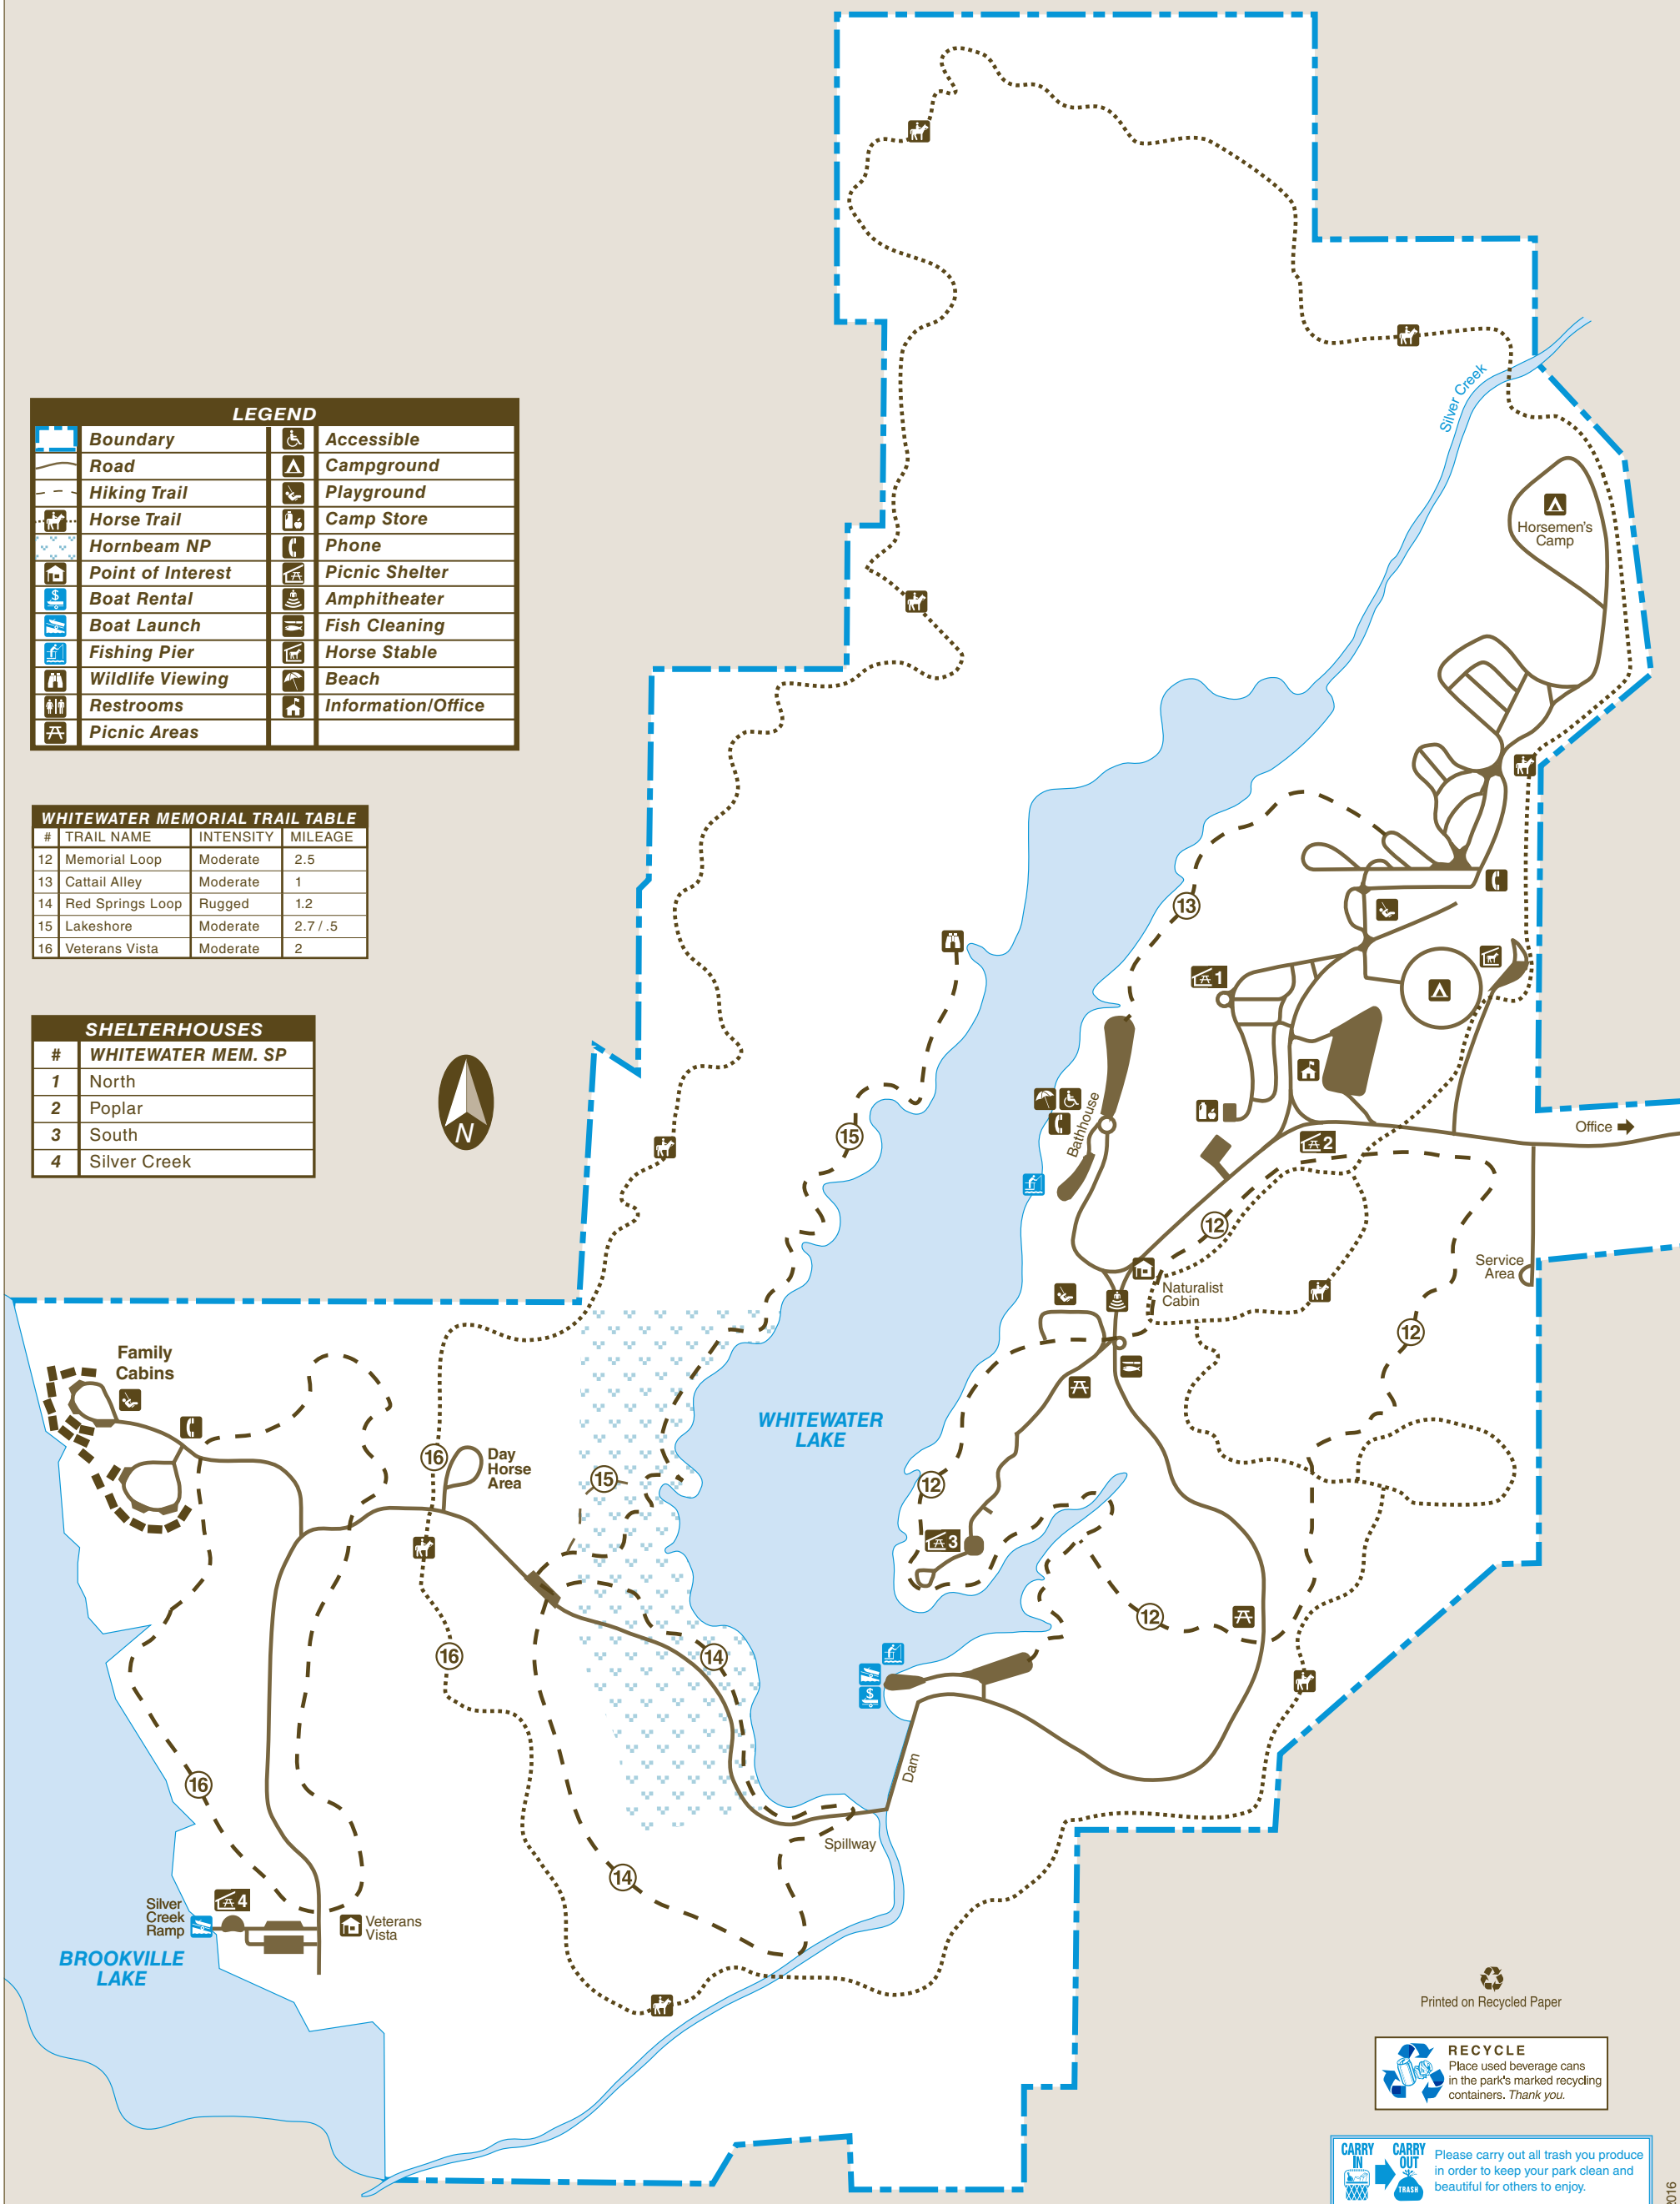 LEGEND
Boundary
Accessible
Road
Campground
Hiking Trail
Playground
Horse Trail
Camp Store
Hornbeam NP
Phone
Point of Interest
Picnic Shelter
Boat Rental
Amphitheater
Boat Launch
Fish Cleaning
Fishing Pier
Horse Stable
Wildlife Viewing
Beach
Restrooms
Information/Office
Picnic Areas
WHITEWATER MEMORIAL TRAIL TABLE
# TRAIL NAME INTENSITY MILEAGE
12 Memorial Loop Moderate 2.5
13 Cattail Alley Moderate 1
14 Red Springs Loop Rugged 1.2
15 Lakeshore Moderate 2.7 / .5
16 Veterans Vista Moderate 2
SHELTERHOUSES
# WHITEWATER MEM. SP
1 North
2 Poplar
3 South
4 Silver Creek
N
Silver Creek
Horsemen's
Camp
13
1
15
Bathhouse
2
Office
12
Naturalist
Cabin
Service
Area
12
Family
Cabins
WHITEWATER
LAKE
16
Day
Horse
Area
15
12
3
12
16
14
16
Dam
Spillway
14
4
Silver
Creek
Ramp
Veterans
Vista
BROOKVILLE
LAKE
Printed on Recycled Paper
RECYCLE
Place used beverage cans
in the park's marked recycling
containers. Thank you.
CARRY
IN
CARRY
OUT
TRASH
Please carry out all trash you produce
in order to keep your park clean and
beautiful for others to enjoy.